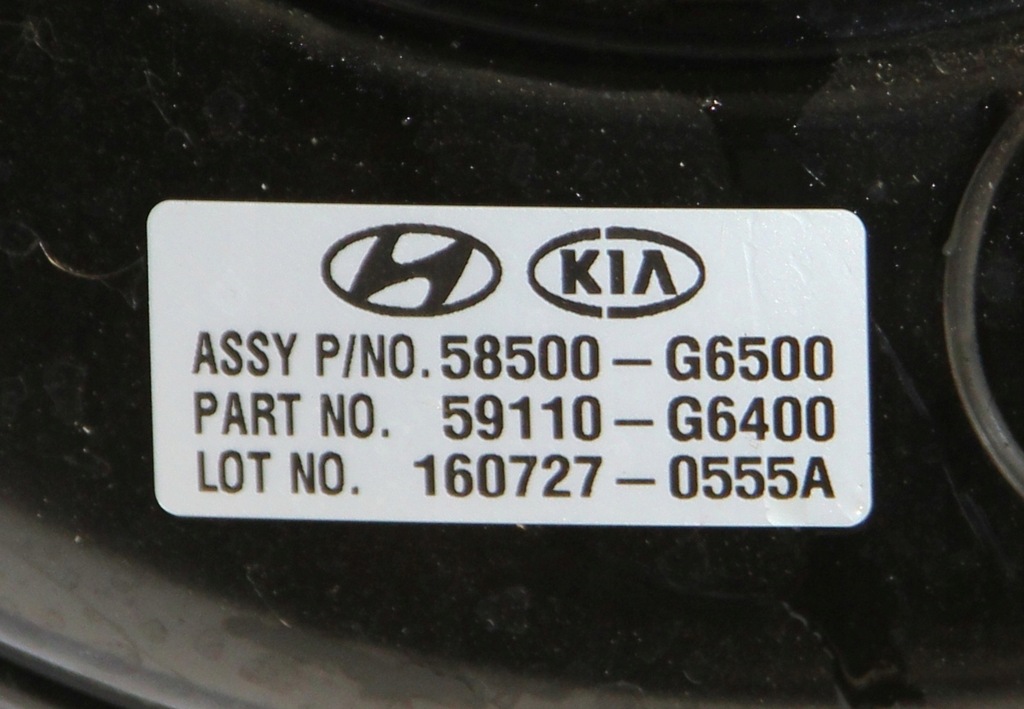 KIA
ASSY P/NO. 58500 – G6500
PART NO. 59110 – G6400
LOT NO. 160727 – 0555A